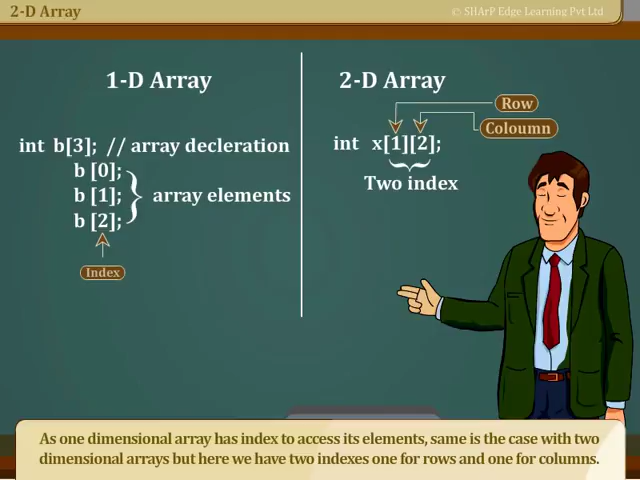 2-D Array
© SHArP Edge Learning Pvt Ltd
1-D Array
int b[3]; // array decleration
b [0];
b [1];
b [2];
array elements
Index
2-D Array
Row
Coloumn
int x[1][2];
Two index
As one dimensional array has index to access its elements, same is the case with two
dimensional arrays but here we have two indexes one for rows and one for columns.